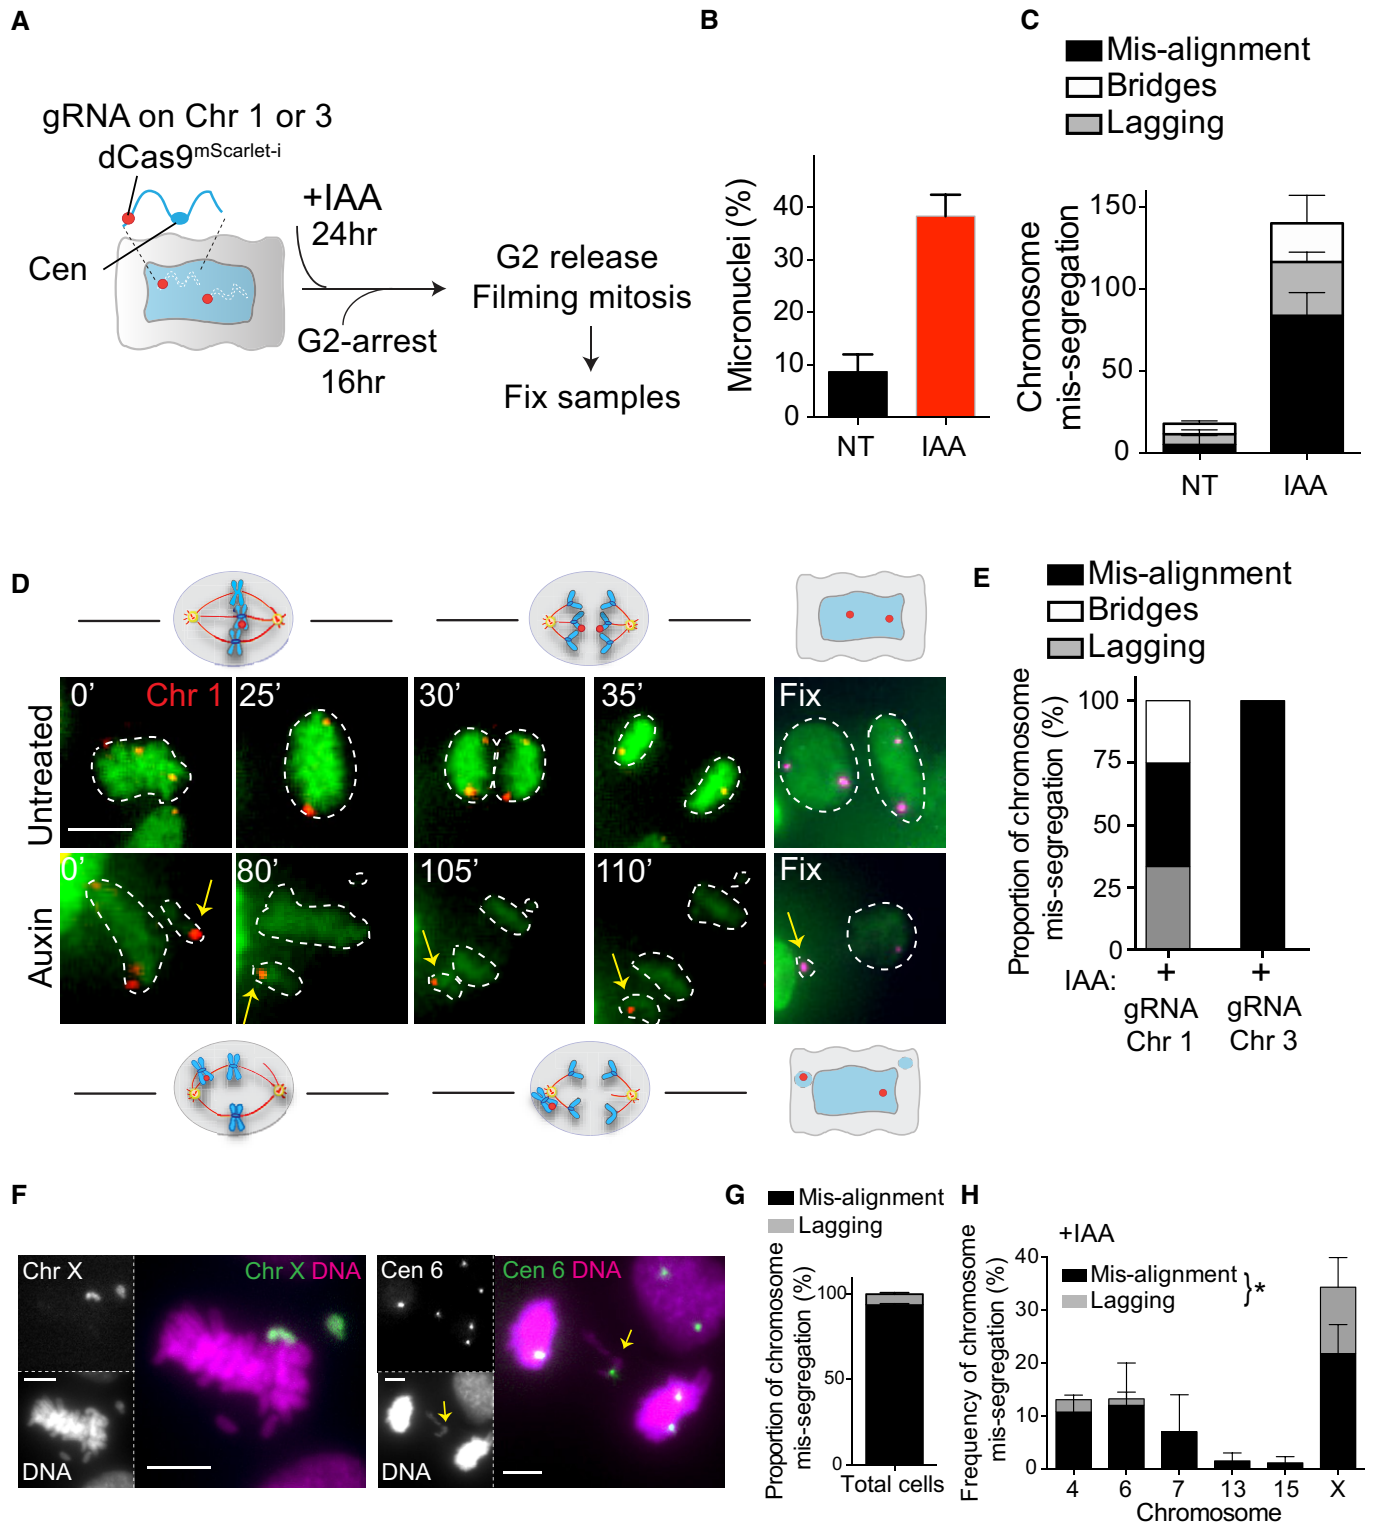 A
gRNA on Chr 1 or 3
dCas9mScarlet-i
+IAA
24hr
Cen
G2-arrest
16hr
G2 release
Filming mitosis
Fix samples
B
Micronuclei (%)
40
30
20
10
0
NT
IAA
C
Mis-alignment
Bridges
Lagging
Chromosome
mis-segregation
150
100
50
0
NT
IAA
D
Untreated
0’
Chr 1
25’
30’
35’
Fix
Auxin
0’
80’
105’
110’
Fix
E
Mis-alignment
Bridges
Lagging
Proportion of chromosome
mis-segregation (%)
100
75
50
25
0
IAA:
+
+
gRNA
Chr 1
gRNA
Chr 3
F
Chr X
Chr X DNA
DNA
Cen 6
Cen 6 DNA
DNA
G
Mis-alignment
Lagging
Proportion of chromosome
mis-segregation (%)
100
50
0
Total cells
H
+IAA
Mis-alignment
Lagging
}*
Frequency of chromosome
mis-segregation (%)
40
30
20
10
0
4
6
7
13
15
X
Chromosome